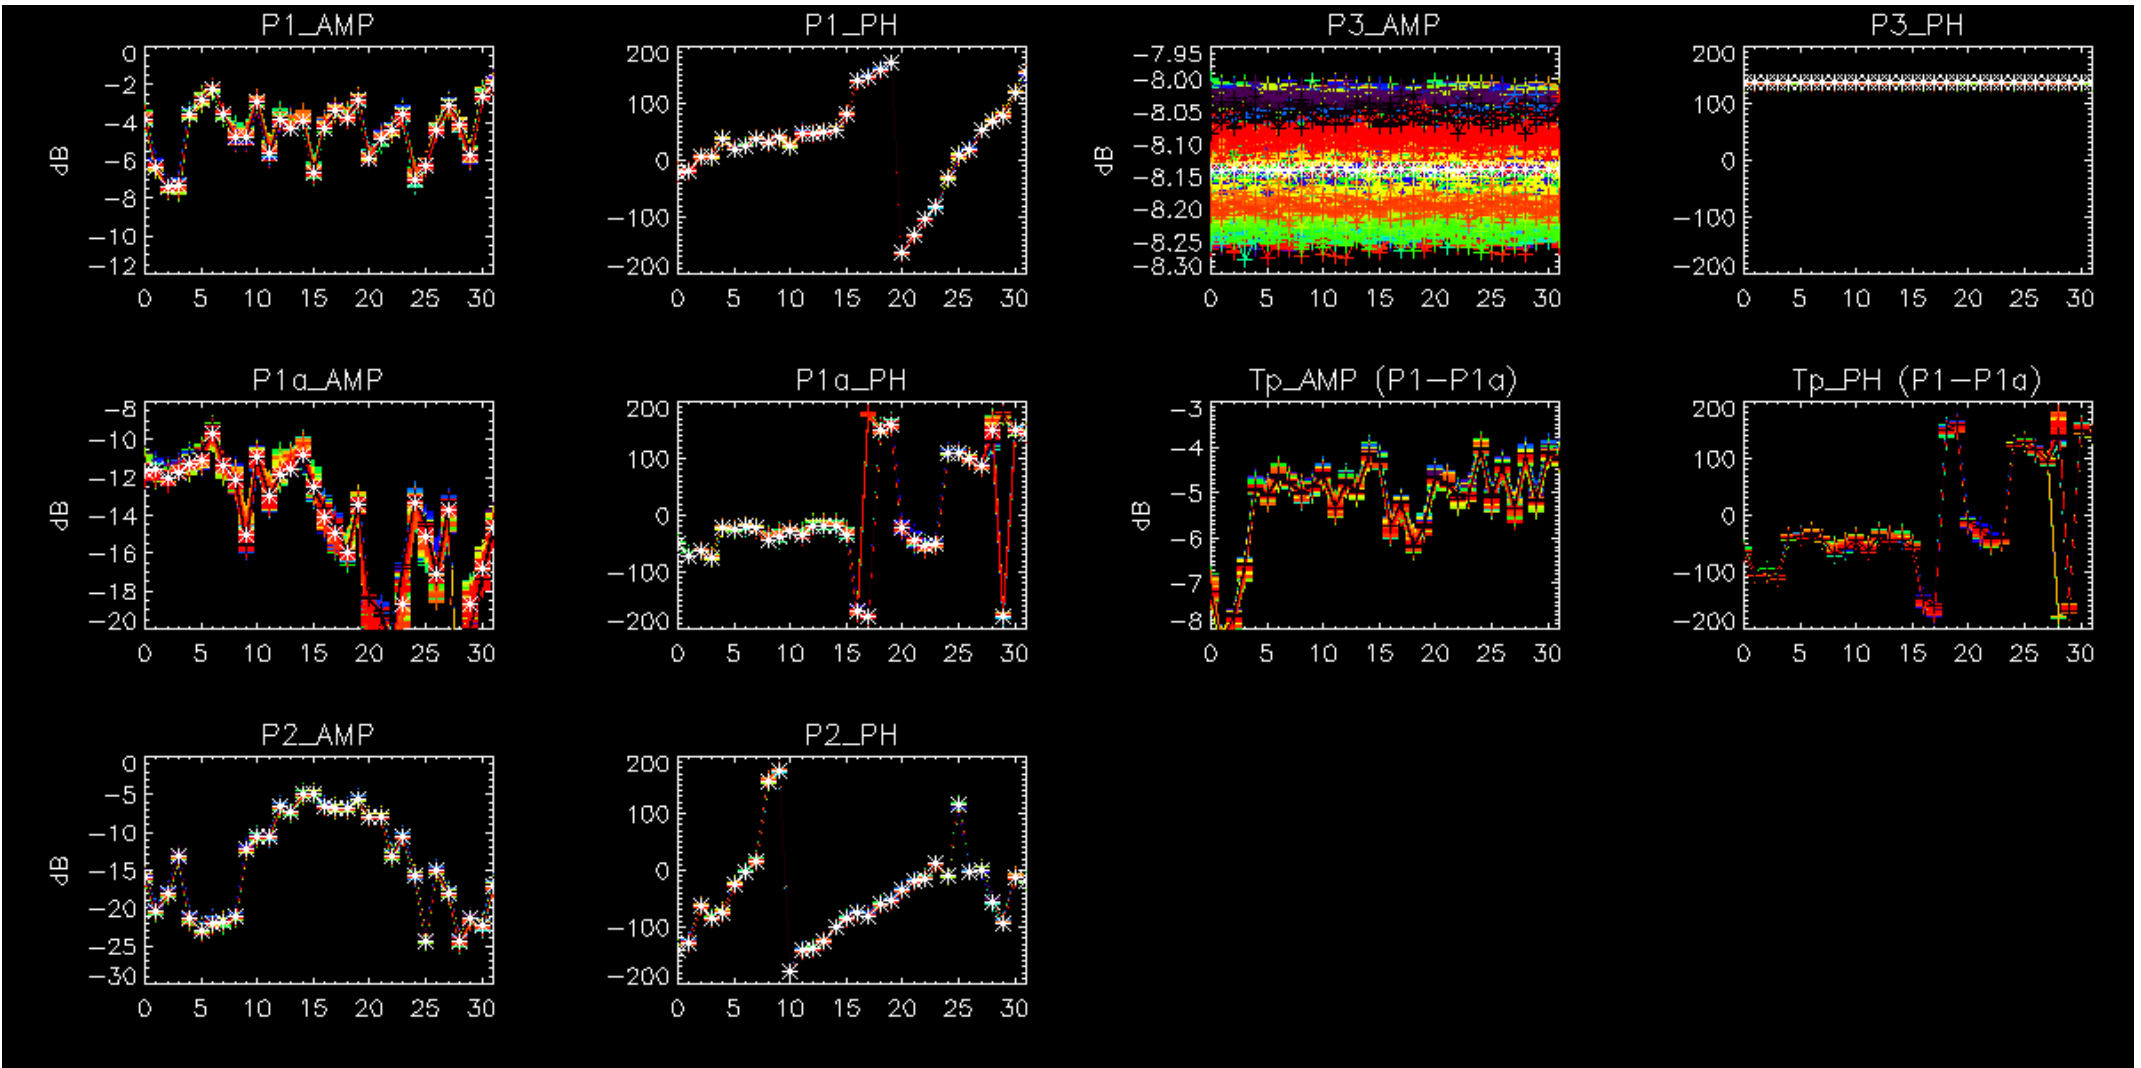 P1_AMP
0
−2
−4
−6
−8
−10
−12
dB
0 5 10 15 20 25 30
P1_PH
200
100
0
−100
−200
0 5 10 15 20 25 30
P3_AMP
−7.95
−8.00
−8.05
−8.10
−8.15
−8.20
−8.25
−8.30
dB
0 5 10 15 20 25 30
P3_PH
200
100
0
−100
−200
0 5 10 15 20 25 30
P1a_AMP
−8
−10
−12
−14
−16
−18
−20
dB
0 5 10 15 20 25 30
P1a_PH
200
100
0
−100
−200
0 5 10 15 20 25 30
Tp_AMP (P1−P1a)
−3
−4
−5
−6
−7
−8
dB
0 5 10 15 20 25 30
Tp_PH (P1−P1a)
200
100
0
−100
−200
0 5 10 15 20 25 30
P2_AMP
0
−5
−10
−15
−20
−25
−30
dB
0 5 10 15 20 25 30
P2_PH
200
100
0
−100
−200
0 5 10 15 20 25 30